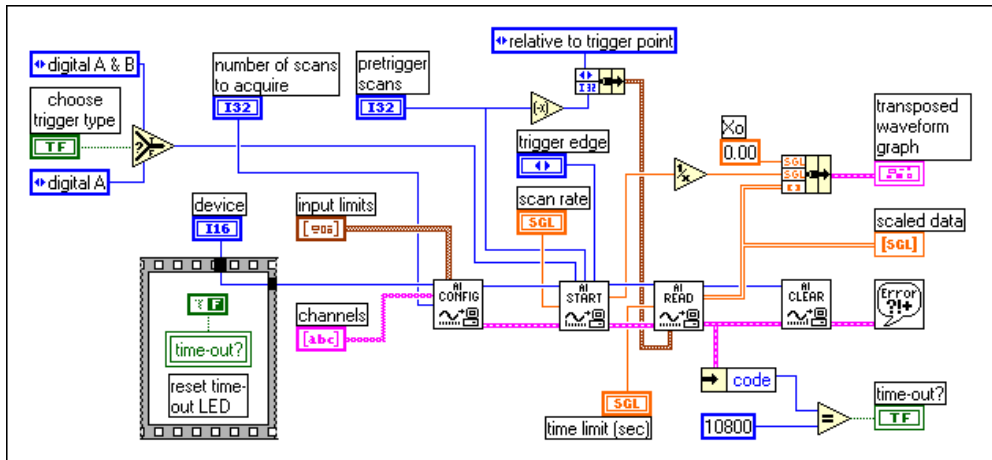 digital A & B
choose
trigger type
TF
digital A
number of scans
to acquire
I32
pretrigger
scans
I32
relative to trigger point
I32
(-x)
trigger edge
scan rate
SGL
Xo
0.00
1/x
SGL
SGL
transposed
waveform
graph
scaled data
[SGL]
device
I16
input limits
channels
[abc]
F
time-out?
reset time-
out LED
AI
CONFIG
AI
START
AI
READ
AI
CLEAR
Error
?!+
SGL
time limit (sec)
code
10800
=
time-out?
TF